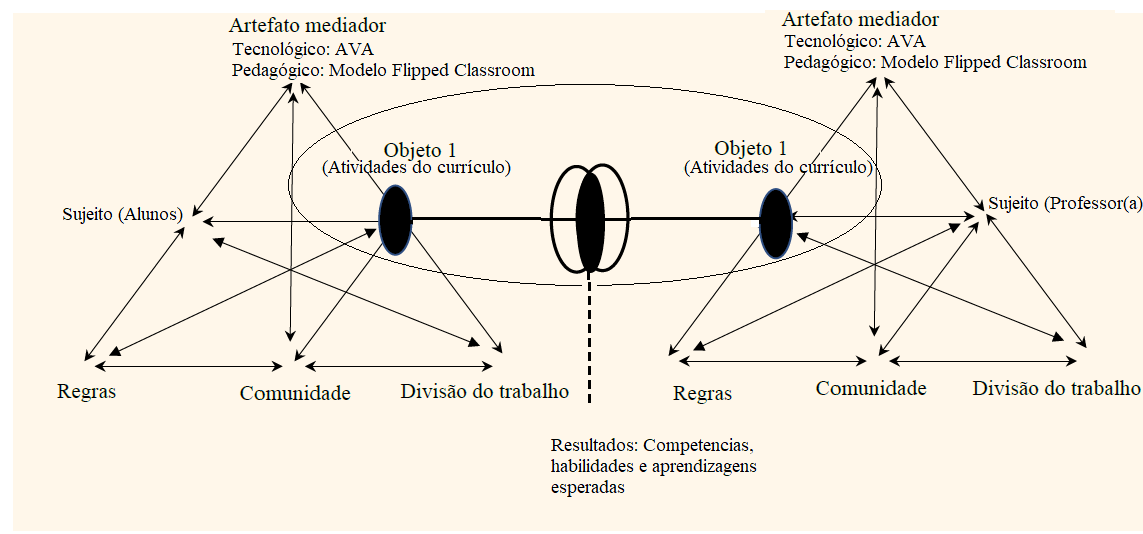 Artefato mediador
Tecnológico: AVA
Pedagógico: Modelo Flipped Classroom
Artefato mediador
Tecnológico: AVA
Pedagógico: Modelo Flipped Classroom
Objeto 1
(Atividades do currículo)
Objeto 1
(Atividades do currículo)
Sujeito (Alunos)
Sujeito (Professor(a)
Regras
Comunidade
Divisão do trabalho
Regras
Comunidade
Divisão do trabalho
Resultados: Competencias,
habilidades e aprendizagens
esperadas